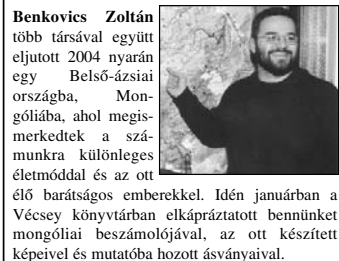 Benkovics Zoltán
több társával együtt
eljutott 2004 nyarán
egy Belső-ázsiai
országba, Mon-
góliába, ahol megis-
merkedtek a szá-
munkra különleges
életmóddal és az ott
élő barátságos emberekkel. Idén januárban a
Vécsey könyvtárban elkápráztatott bennünket
mongóliai beszámolójával, az ott készített
képeivel és mutatóba hozott ásványaival.